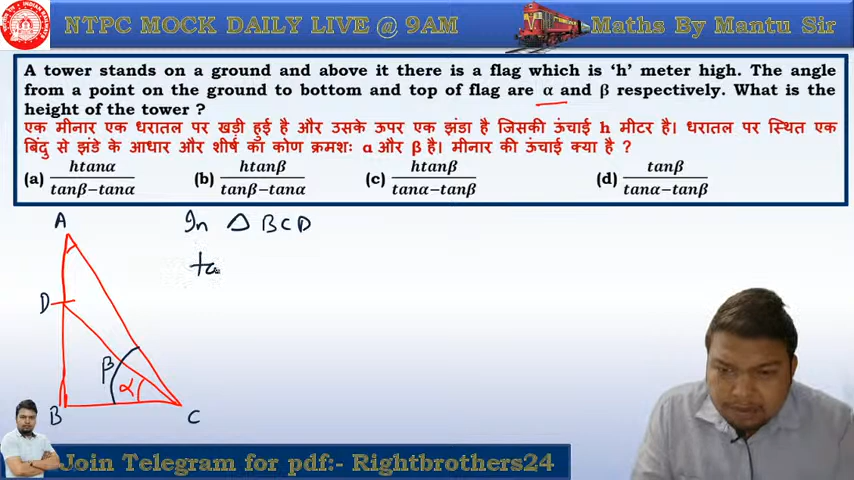 NTPC MOCK DAILY LIVE @ 9AM
Maths By Mantu Sir
A tower stands on a ground and above it there is a flag which is 'h' meter high. The angle
from a point on the ground to bottom and top of flag are α and β respectively. What is the
height of the tower ?
एक मीनार एक धरातल पर खड़ी हुई है और उसके ऊपर एक झंडा है जिसकी ऊंचाई h मीटर है। धरातल पर स्थित एक
बिंदु से झंडे के आधार और शीर्ष का कोण क्रमशः α और β है। मीनार की ऊंचाई क्या है ?
(a) htanα/tanβ−tanα (b) htanβ/tanβ−tanα (c) htanβ/tanα−tanβ (d) tanβ/tanα−tanβ
A
In △ BCD
ta
D
β
α
B
C
Join Telegram for pdf:- Rightbrothers24